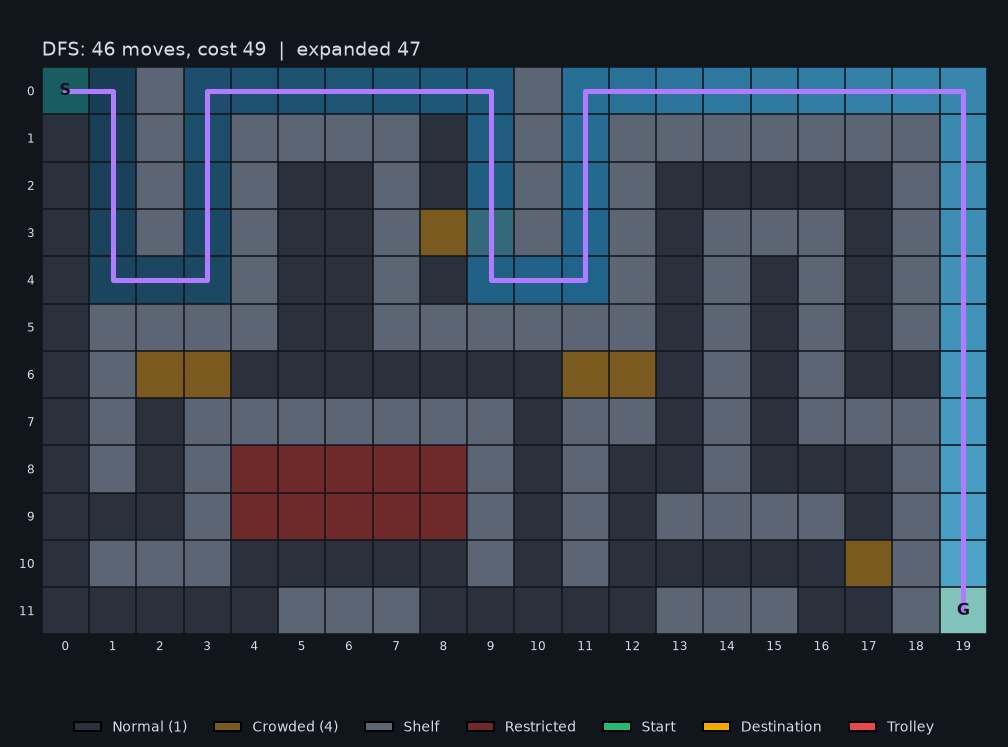 DFS: 46 moves, cost 49 | expanded 47
S
0
1
2
3
4
5
6
7
8
9
10
11
G
0 1 2 3 4 5 6 7 8 9 10 11 12 13 14 15 16 17 18 19
Normal (1) Crowded (4) Shelf Restricted Start Destination Trolley